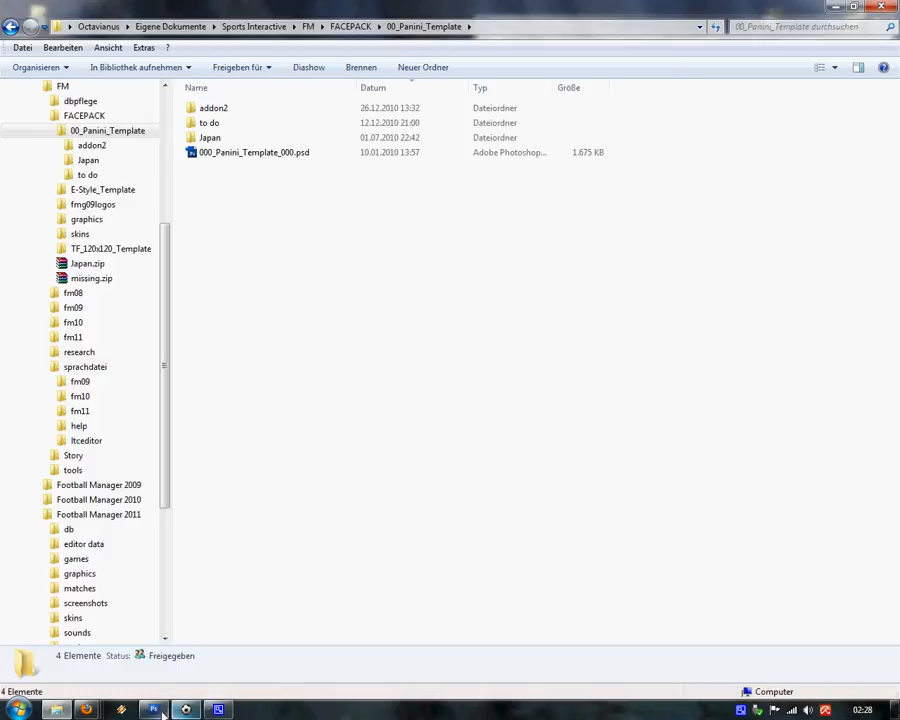 Octavianus ▸ Eigene Dokumente ▸ Sports Interactive ▸ FM ▸ FACEPACK ▸ 00_Panini_Template ▸
00_Panini_Template durchsuchen
Datei Bearbeiten Ansicht Extras ?
Organisieren In Bibliothek aufnehmen Freigeben für Diashow Brennen Neuer Ordner
Name Datum Typ Größe
addon2 26.12.2010 13:32 Dateiordner
to do 12.12.2010 21:00 Dateiordner
Japan 01.07.2010 22:42 Dateiordner
000_Panini_Template_000.psd 10.01.2010 13:57 Adobe Photoshop... 1.675 KB
FM
dbpflege
FACEPACK
00_Panini_Template
addon2
Japan
to do
E-Style_Template
fmg09logos
graphics
skins
TF_120x120_Template
Japan.zip
missing.zip
fm08
fm09
fm10
fm11
research
sprachdatei
fm09
fm10
fm11
help
ltceditor
Story
tools
Football Manager 2009
Football Manager 2010
Football Manager 2011
db
editor data
games
graphics
matches
screenshots
skins
sounds
4 Elemente Status: Freigegeben
4 Elemente Computer
Ps
02:28